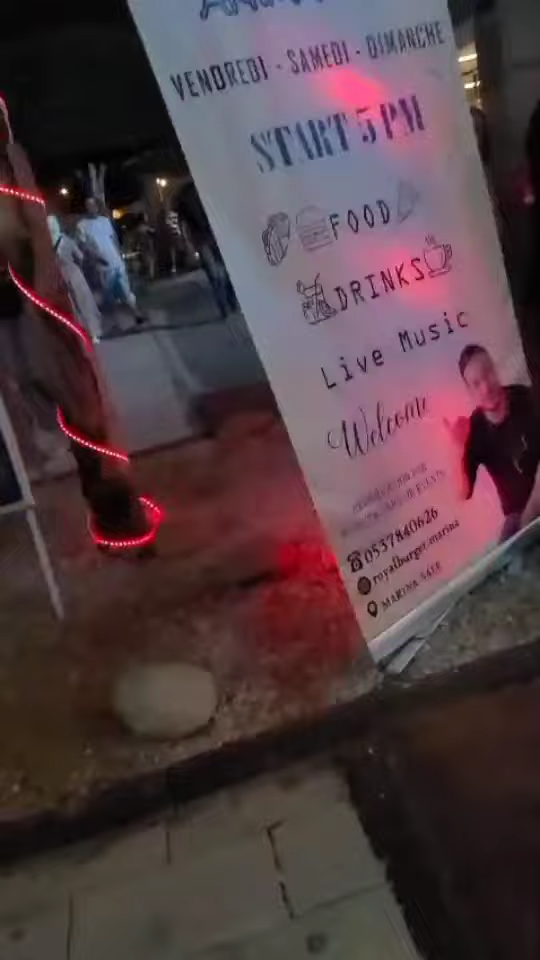 VENDREDI - SAMEDI - DIMANCHE
START 5 PM
FOOD
DRINKS
Live Music
Welcome
0537840626
royalburger.marina
MARINA SALE